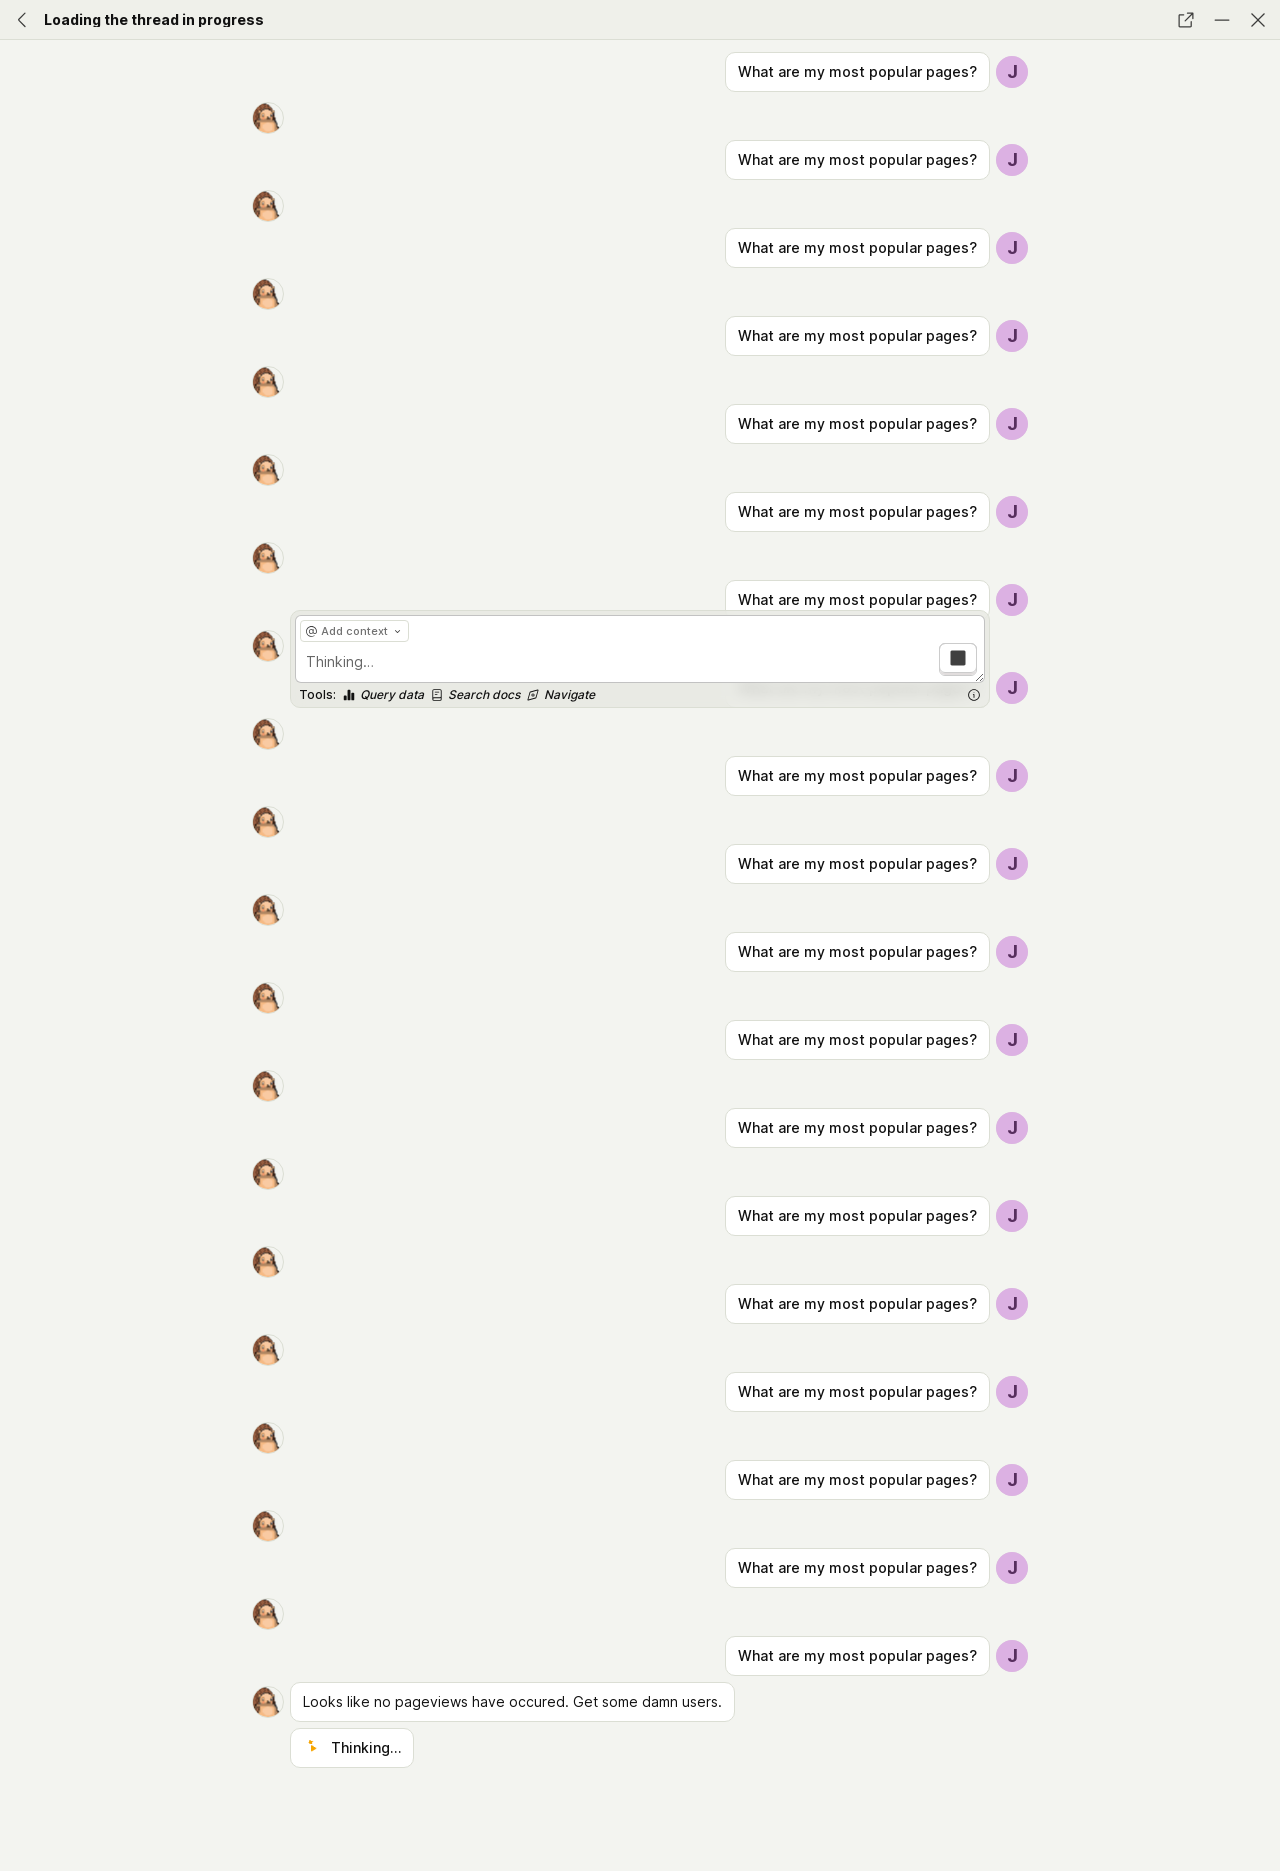 Loading the thread in progress
What are my most popular pages? J
What are my most popular pages? J
What are my most popular pages? J
What are my most popular pages? J
What are my most popular pages? J
What are my most popular pages? J
What are my most popular pages? J
@ Add context
Thinking…
Tools: Query data Search docs Navigate
J
What are my most popular pages? J
What are my most popular pages? J
What are my most popular pages? J
What are my most popular pages? J
What are my most popular pages? J
What are my most popular pages? J
What are my most popular pages? J
What are my most popular pages? J
What are my most popular pages? J
What are my most popular pages? J
What are my most popular pages? J
Looks like no pageviews have occured. Get some damn users.
Thinking...